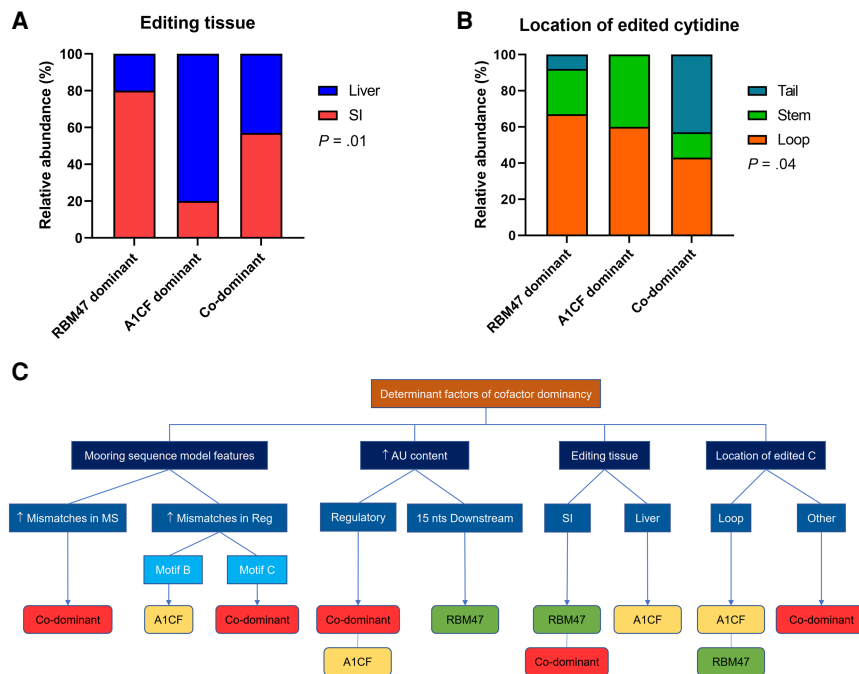 A
Editing tissue
Relative abundance (%)
100
80
60
40
20
0
RBM47 dominant
A1CF dominant
Co-dominant
Liver
SI
P = .01
B
Location of edited cytidine
Relative abundance (%)
100
80
60
40
20
0
RBM47 dominant
A1CF dominant
Co-dominant
Tail
Stem
Loop
P = .04
C
Determinant factors of cofactor dominancy
Mooring sequence model features
↑ AU content
Editing tissue
Location of edited C
↑ Mismatches in MS
↑ Mismatches in Reg
Regulatory
15 nts Downstream
SI
Liver
Loop
Other
Motif B
Motif C
Co-dominant
A1CF
Co-dominant
Co-dominant
RBM47
RBM47
A1CF
A1CF
Co-dominant
A1CF
Co-dominant
RBM47